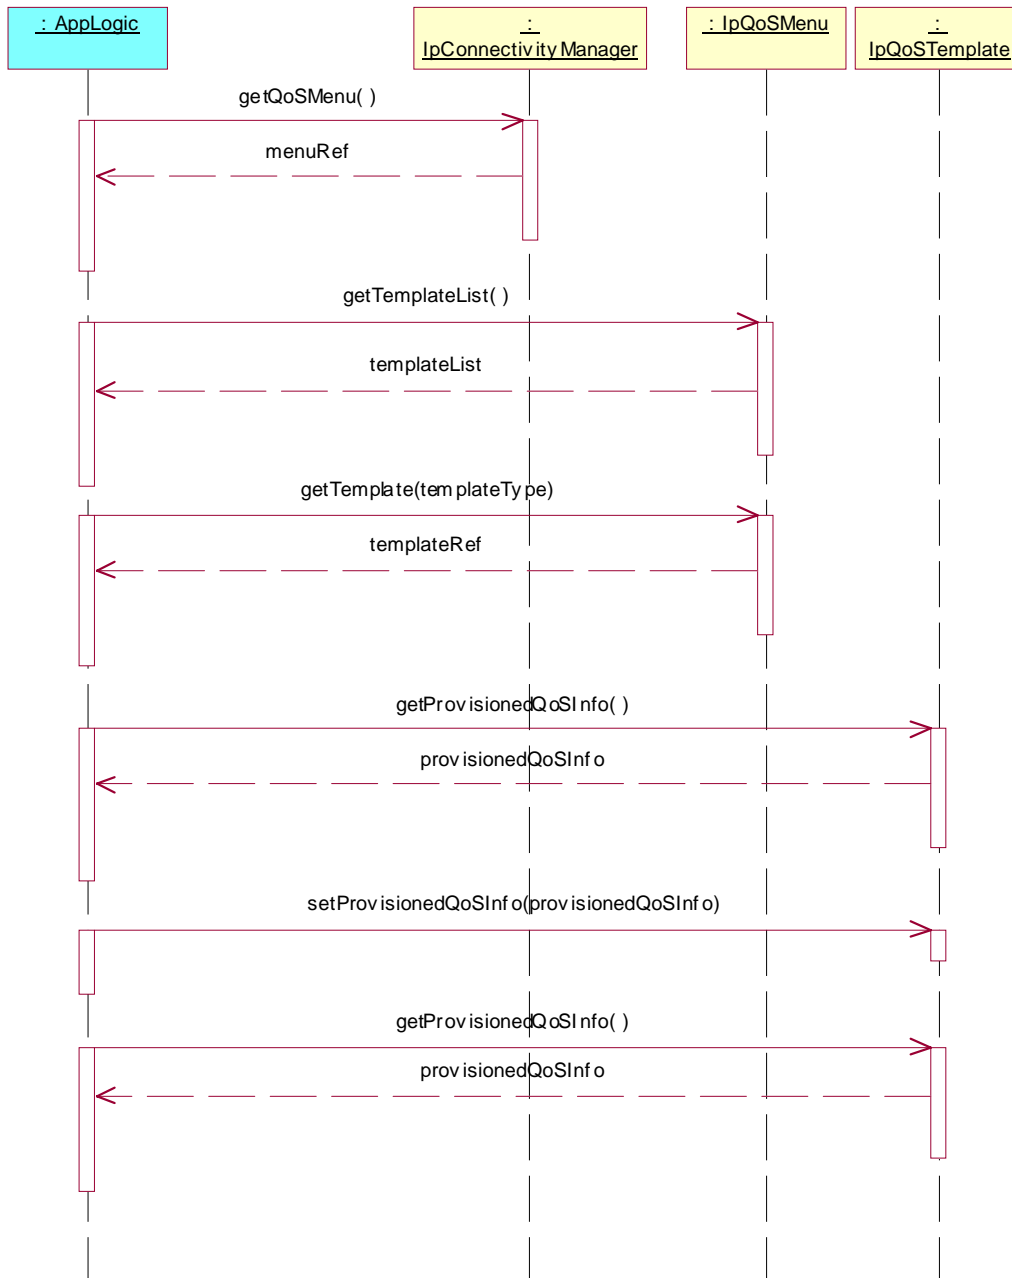 : AppLogic
:
IpConnectivityManager
: IpQoSMenu
:
IpQoSTemplate
getQoSMenu( )
menuRef
getTemplateList( )
templateList
getTemplate(templateType)
templateRef
getProvisionedQoSInfo( )
provisionedQoSInfo
setProvisionedQoSInfo(provisionedQoSInfo)
getProvisionedQoSInfo( )
provisionedQoSInfo